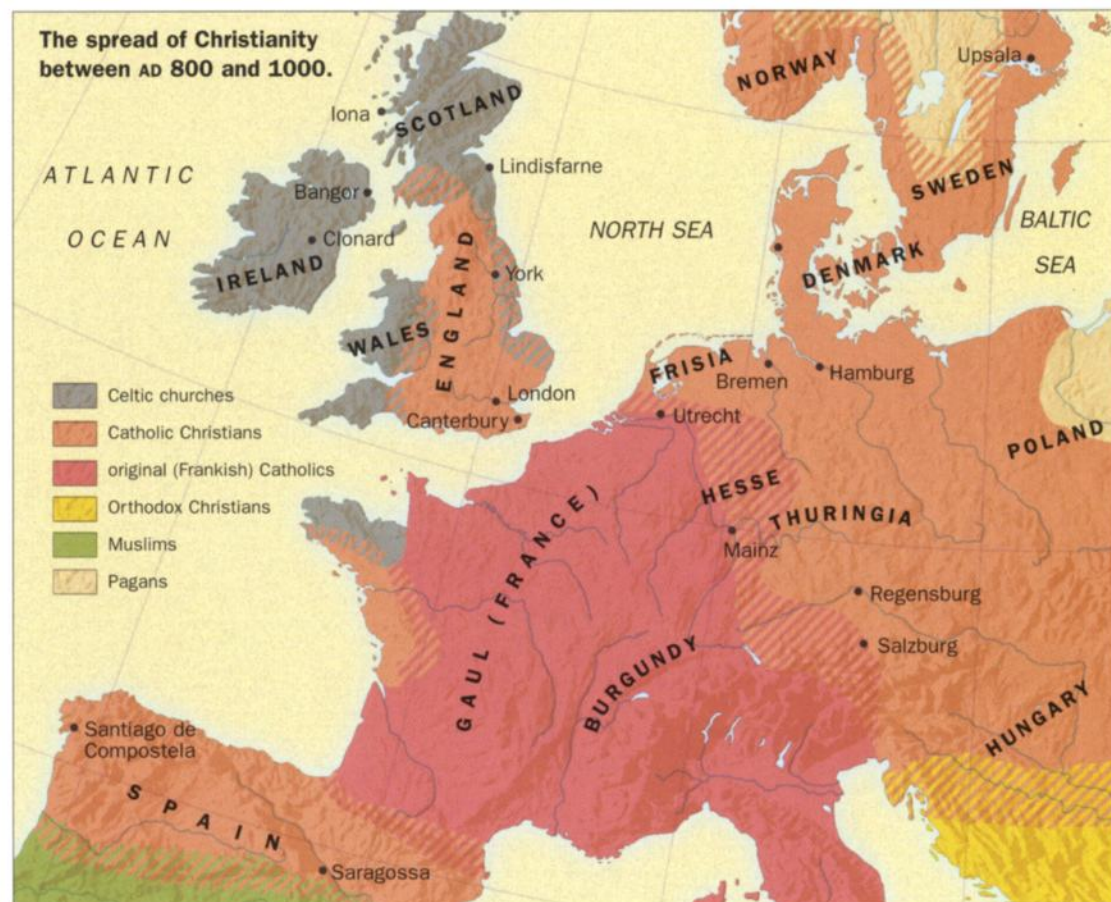 The spread of Christianity
between AD 800 and 1000.
NORWAY
Upsala
Iona
SCOTLAND
Lindisfarne
ATLANTIC
OCEAN
Bangor
Clonard
IRELAND
NORTH SEA
SWEDEN
BALTIC
SEA
DENMARK
York
WALES
ENGLAND
London
Canterbury
FRISIA
Bremen
Hamburg
Utrecht
POLAND
HESSE
THURINGIA
Mainz
Regensburg
Salzburg
GAUL (FRANCE)
BURGUNDY
HUNGARY
Celtic churches
Catholic Christians
original (Frankish) Catholics
Orthodox Christians
Muslims
Pagans
Santiago de
Compostela
SPAIN
Saragossa